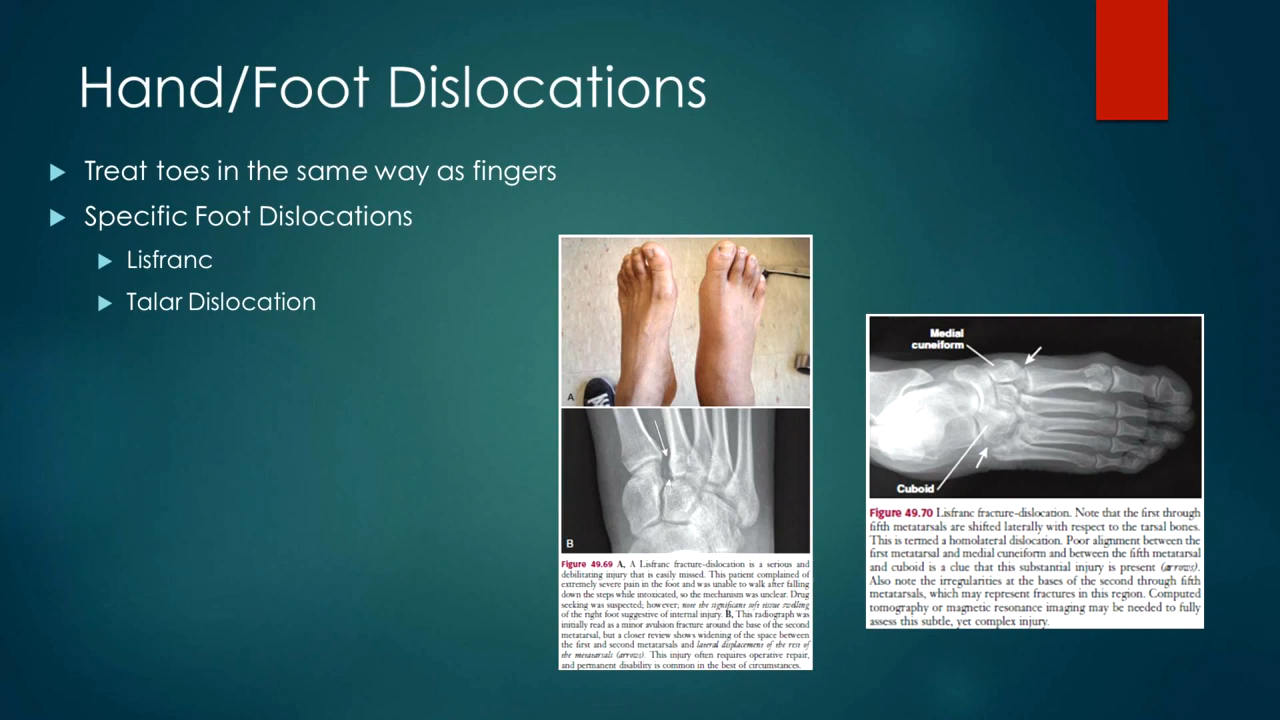 Hand/Foot Dislocations
Treat toes in the same way as fingers
Specific Foot Dislocations
Lisfranc
Talar Dislocation
A
B
Figure 49.69 A, A Lisfranc fracture-dislocation is a serious and
debilitating injury that is easily missed. This patient complained of
extremely severe pain in the foot and was unable to walk after falling
down the steps while intoxicated, so the mechanism was unclear. Drug
seeking was suspected; however; note the significant soft tissue swelling
of the right foot suggestive of internal injury. B, This radiograph was
initially read as a minor avulsion fracture around the base of the second
metatarsal, but a closer review shows widening of the space between
the first and second metatarsals and lateral displacement of the rest of
the metatarsals (arrows). This injury often requires operative repair,
and permanent disability is common in the best of circumstances.
Medial
cuneiform
Cuboid
Figure 49.70 Lisfranc fracture-dislocation. Note that the first through
fifth metatarsals are shifted laterally with respect to the tarsal bones.
This is termed a homolateral dislocation. Poor alignment between the
first metatarsal and medial cuneiform and between the fifth metatarsal
and cuboid is a clue that this substantial injury is present (arrows).
Also note the irregularities at the bases of the second through fifth
metatarsals, which may represent fractures in this region. Computed
tomography or magnetic resonance imaging may be needed to fully
assess this subtle, yet complex injury.